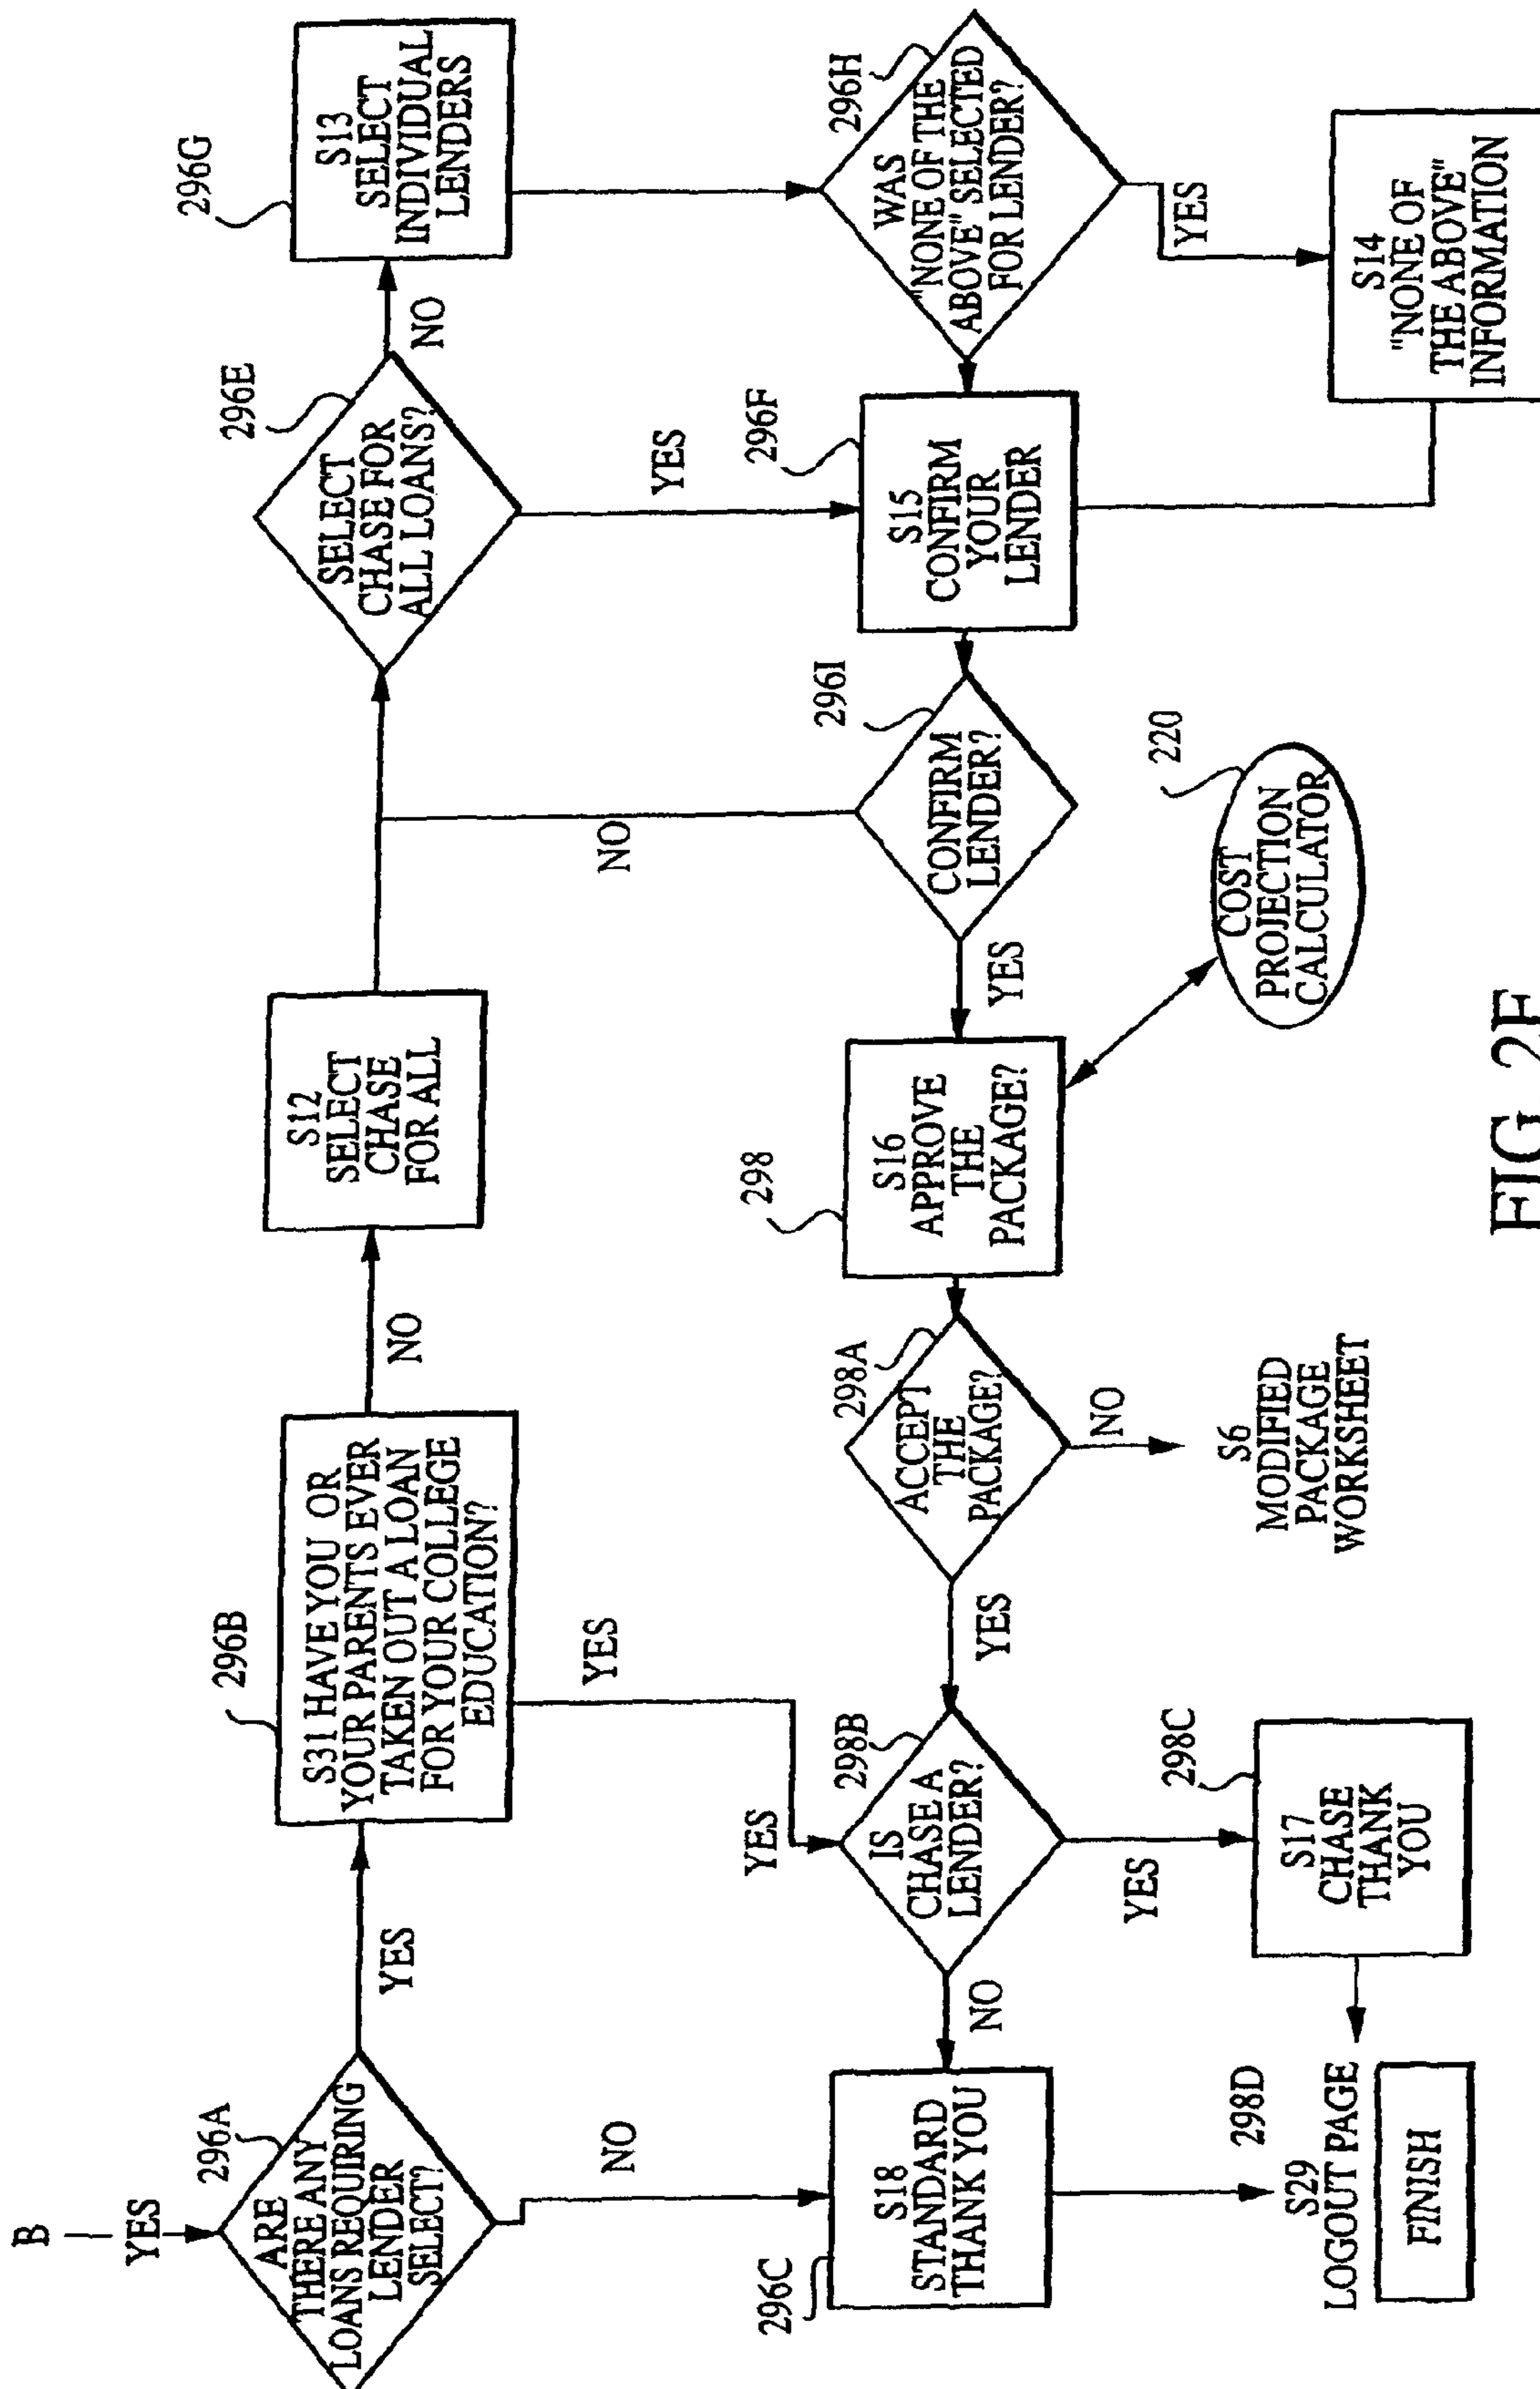 B
YES
296A
ARE
THERE ANY
LOANS REQUIRING
LENDER
SELECT?
YES
NO
296B
S31 HAVE YOU OR
YOUR PARENTS EVER
TAKEN OUT A LOAN
FOR YOUR COLLEGE
EDUCATION?
NO
YES
YES
S12
SELECT
CHASE
FOR ALL
296E
SELECT
CHASE FOR
ALL LOANS?
NO
YES
296G
S13
SELECT
INDIVIDUAL
LENDERS
296H
WAS
"NONE OF THE
ABOVE" SELECTED
FOR LENDER?
YES
S14
"NONE OF
THE ABOVE"
INFORMATION
296F
S15
CONFIRM
YOUR
LENDER
296I
CONFIRM
LENDER?
NO
YES
220
COST
PROJECTION
CALCULATOR
298
S16
APPROVE
THE
PACKAGE?
298A
ACCEPT
THE
PACKAGE?
NO
S6
MODIFIED
PACKAGE
WORKSHEET
YES
298B
IS
CHASE A
LENDER?
YES
NO
298C
S17
CHASE
THANK
YOU
296C
S18
STANDARD
THANK YOU
298D
S29
LOGOUT PAGE
FINISH
FIG. 2F